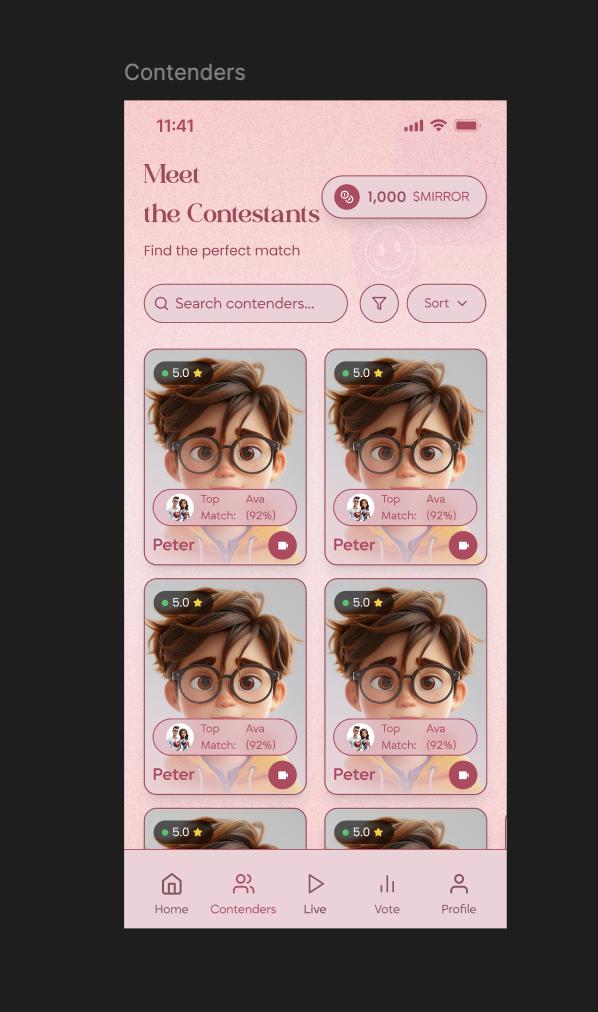 Contenders
11:41
Meet
the Contestants
1,000 $MIRROR
Find the perfect match
Search contenders...
Sort
5.0
5.0
Top Ava
Match: (92%)
Top Ava
Match: (92%)
Peter
Peter
5.0
5.0
Top Ava
Match: (92%)
Top Ava
Match: (92%)
Peter
Peter
5.0
5.0
Home
Contenders
Live
Vote
Profile